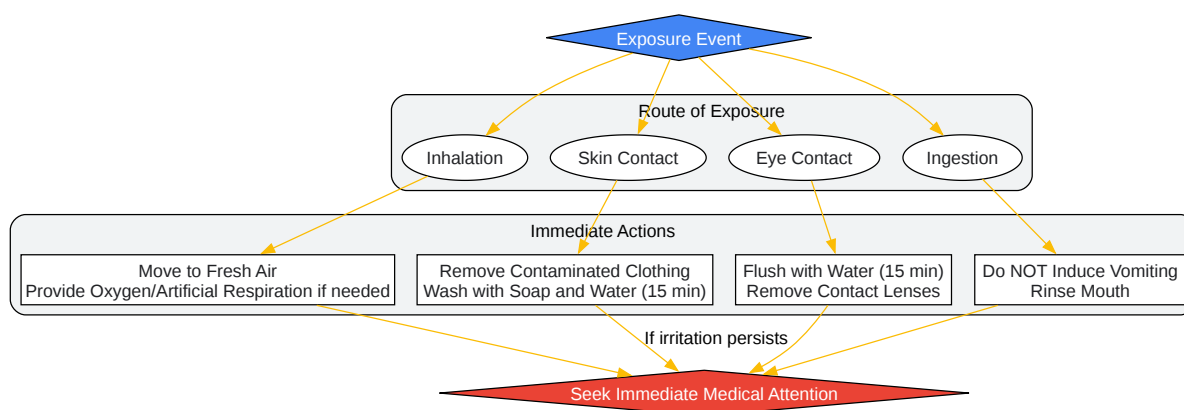 Exposure Event
Route of Exposure
Inhalation
Skin Contact
Eye Contact
Ingestion
Immediate Actions
Move to Fresh Air
Provide Oxygen/Artificial Respiration if needed
Remove Contaminated Clothing
Wash with Soap and Water (15 min)
Flush with Water (15 min)
Remove Contact Lenses
Do NOT Induce Vomiting
Rinse Mouth
If irritation persists
Seek Immediate Medical Attention